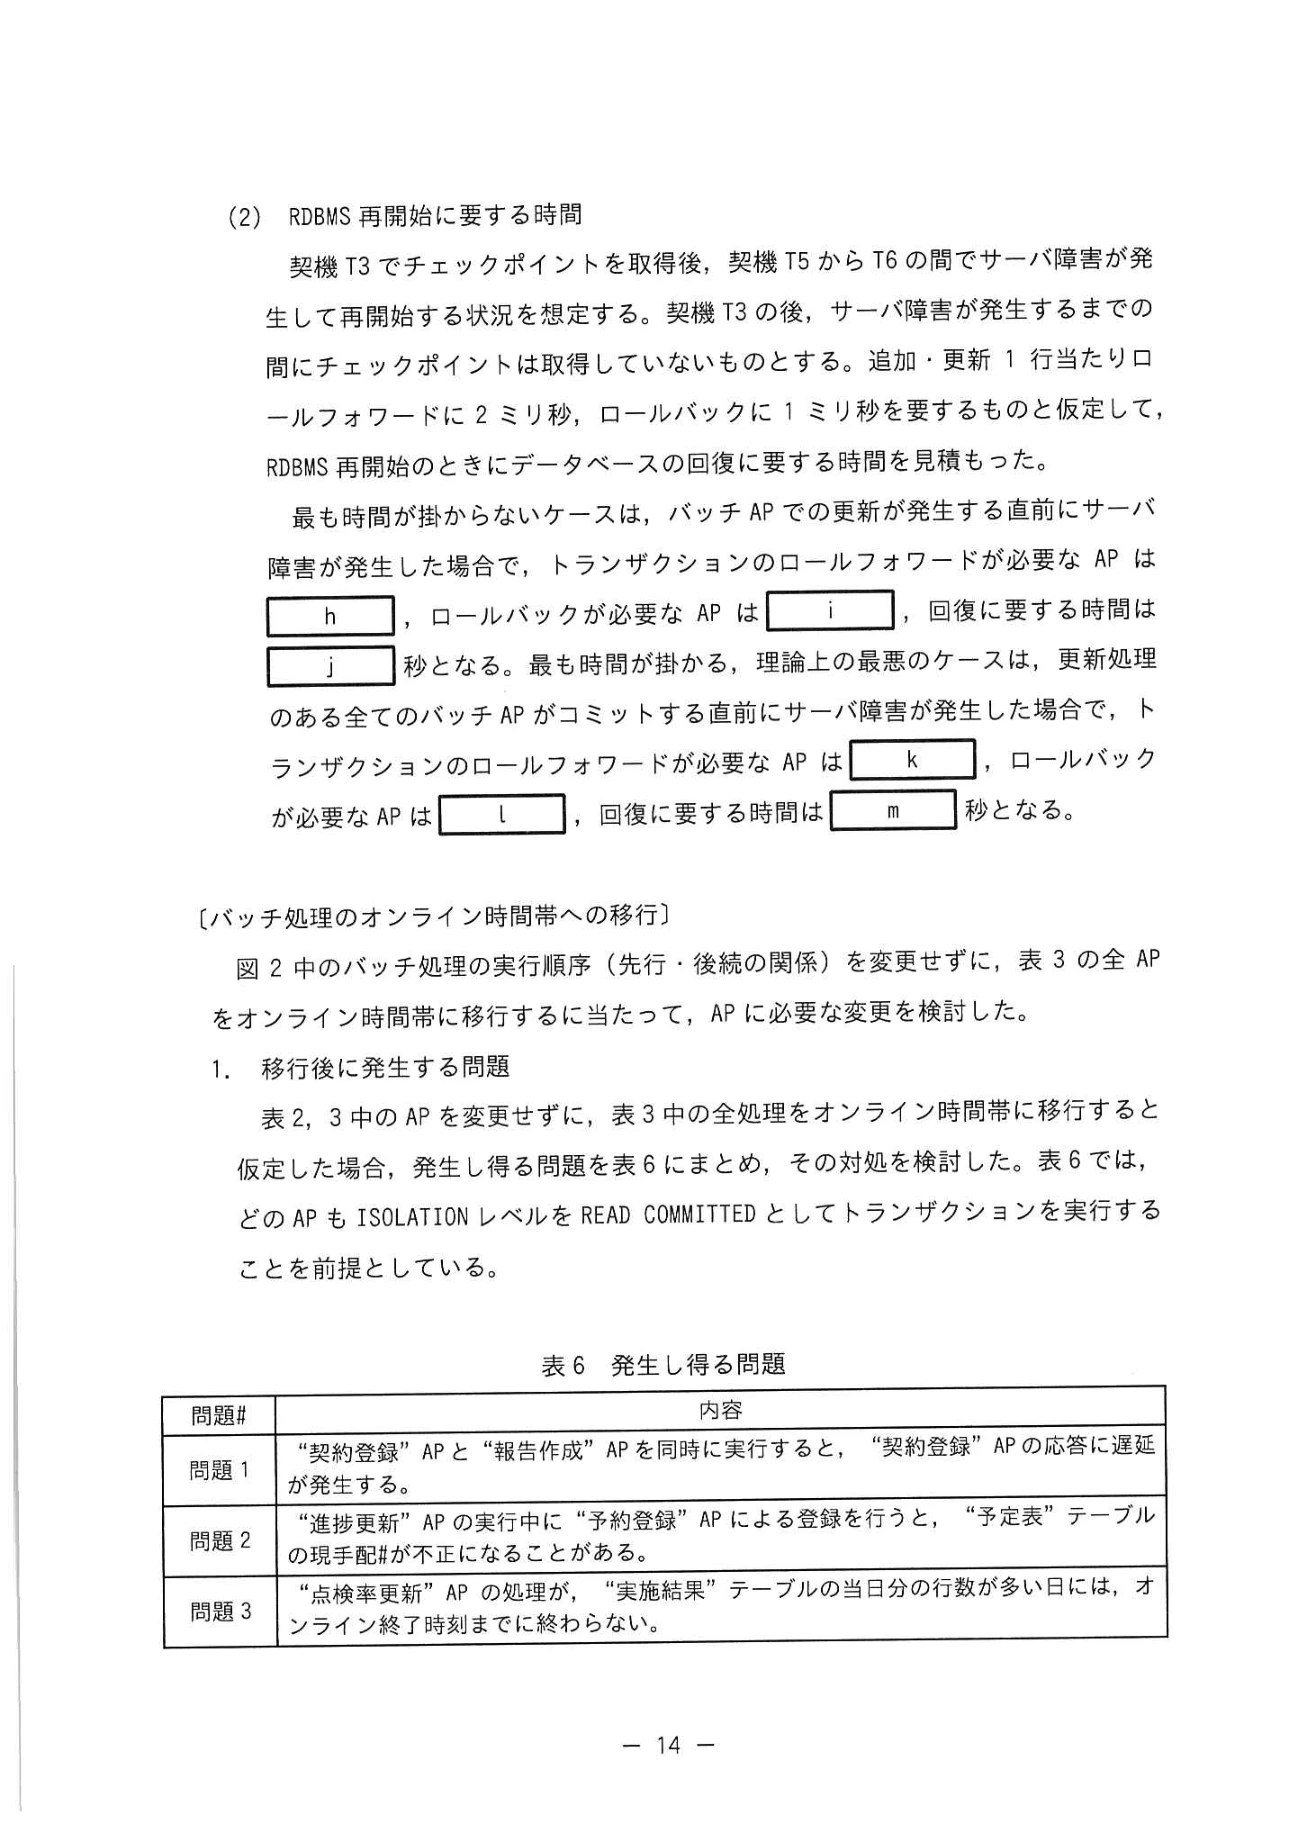 (2) RDBMS 再開始に要する時間
契機 T3 でチェックポイントを取得後，契機 T5 から T6 の間でサーバ障害が発
生して再開始する状況を想定する。契機 T3 の後，サーバ障害が発生するまでの
間にチェックポイントは取得していないものとする。追加・更新 1 行当たりロ
ールフォワードに 2 ミリ秒，ロールバックに 1 ミリ秒を要するものと仮定して，
RDBMS 再開始のときにデータベースの回復に要する時間を見積もった。
最も時間が掛からないケースは，バッチ AP での更新が発生する直前にサーバ
障害が発生した場合で，トランザクションのロールフォワードが必要な AP は
h ，ロールバックが必要な AP は i ，回復に要する時間は
j 秒となる。最も時間が掛かる，理論上の最悪のケースは，更新処理
のある全てのバッチ AP がコミットする直前にサーバ障害が発生した場合で，ト
ランザクションのロールフォワードが必要な AP は k ，ロールバック
が必要な AP は l ，回復に要する時間は m 秒となる。
〔バッチ処理のオンライン時間帯への移行〕
図 2 中のバッチ処理の実行順序（先行・後続の関係）を変更せずに，表 3 の全 AP
をオンライン時間帯に移行するに当たって，AP に必要な変更を検討した。
1. 移行後に発生する問題
表 2，3 中の AP を変更せずに，表 3 中の全処理をオンライン時間帯に移行すると
仮定した場合，発生し得る問題を表 6 にまとめ，その対処を検討した。表 6 では，
どの AP も ISOLATION レベルを READ COMMITTED としてトランザクションを実行する
ことを前提としている。
表 6 発生し得る問題
問題# 内容
問題 1 “契約登録” AP と “報告作成” AP を同時に実行すると， “契約登録” AP の応答に遅延
が発生する。
問題 2 “進捗更新” AP の実行中に “予約登録” AP による登録を行うと， “予定表” テーブル
の現手配#が不正になることがある。
問題 3 “点検率更新” AP の処理が， “実施結果” テーブルの当日分の行数が多い日には，オ
ンライン終了時刻までに終わらない。
— 14 —